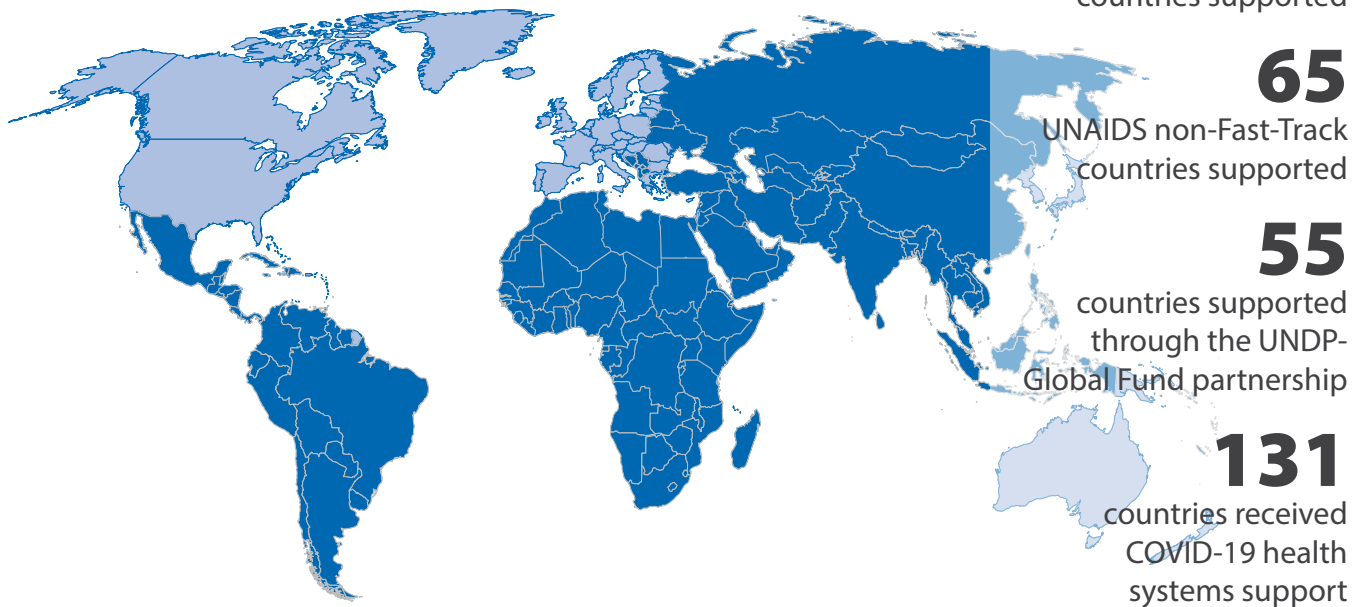 countries supported
65
UNAIDS non-Fast-Track
countries supported
55
countries supported
through the UNDP-
Global Fund partnership
131
countries received
COVID-19 health
systems support